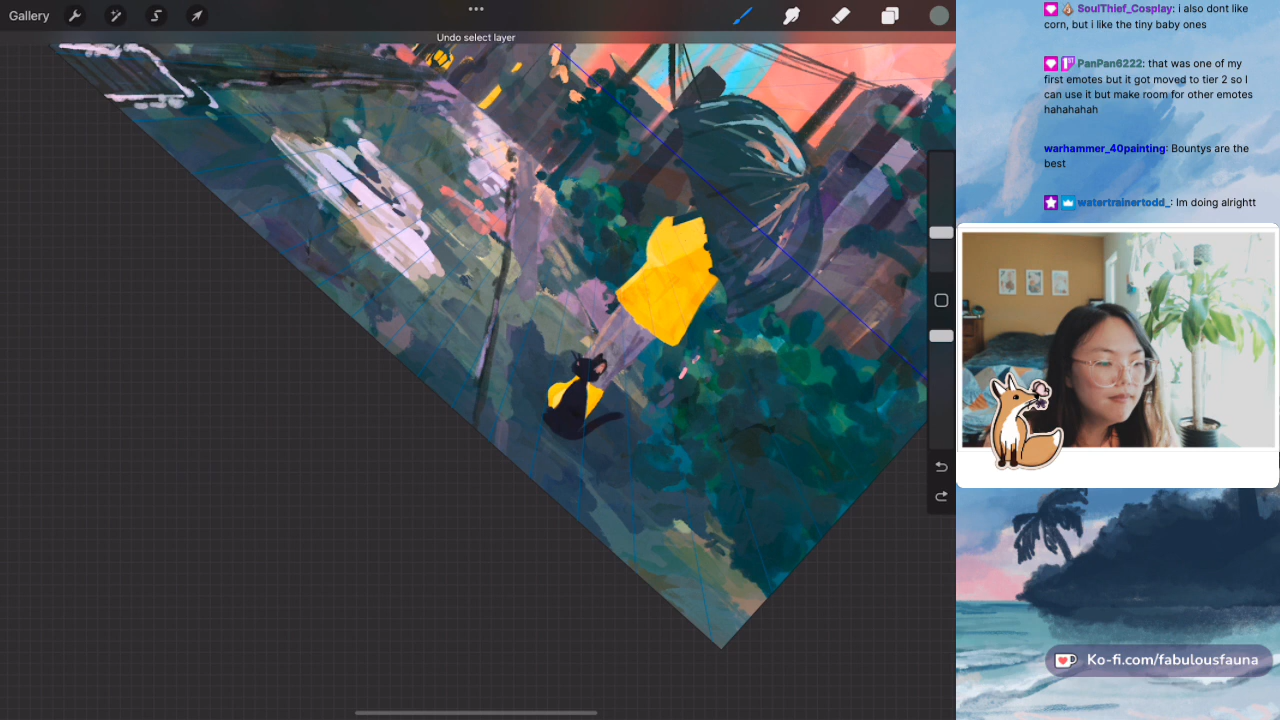 Gallery
Undo select layer
SoulThief_Cosplay: i also dont like
corn, but i like the tiny baby ones
PanPan6222: that was one of my
first emotes but it got moved to tier 2 so I
can use it but make room for other emotes
hahahahah
warhammer_40painting: Bountys are the
best
watertrainertodd_: Im doing alrightt
Ko-fi.com/fabulousfauna